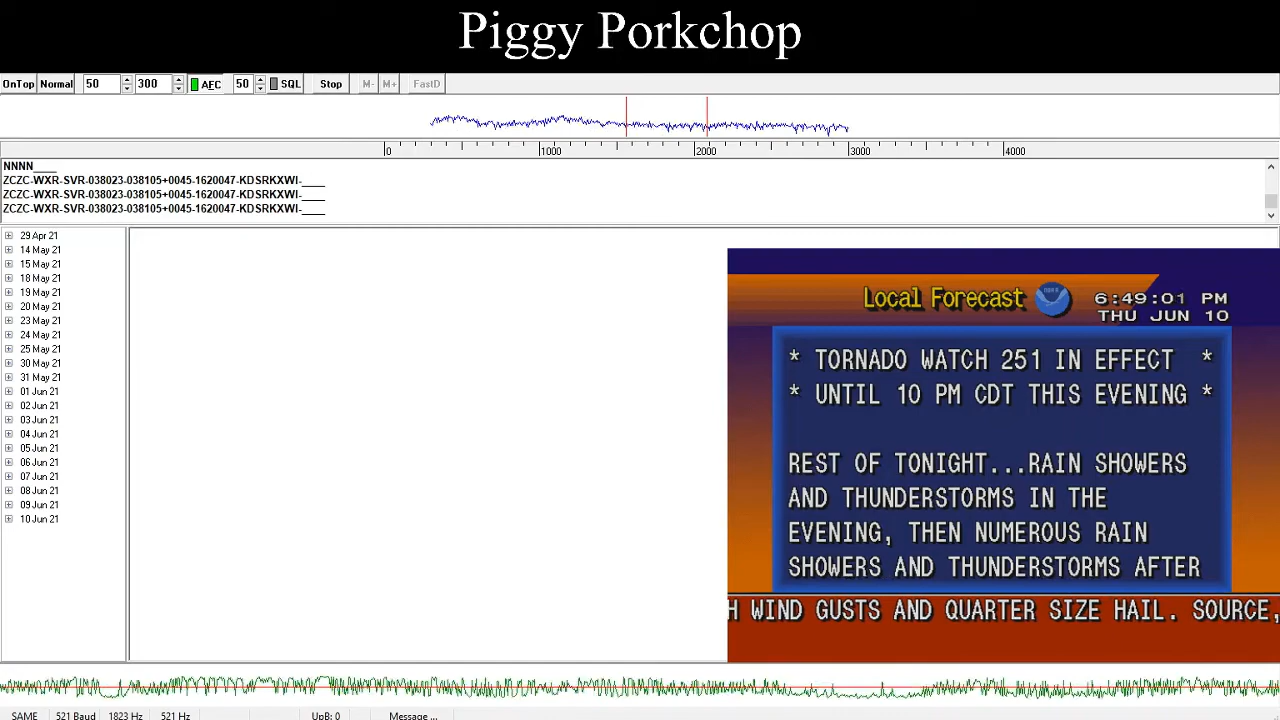 Piggy Porkchop
OnTop Normal 50 300 AFC 50 SQL Stop M- M+ FastD
0 1000 2000 3000 4000
NNNN____
ZCZC-WXR-SVR-038023-038105+0045-1620047-KDSRKXWI-____
ZCZC-WXR-SVR-038023-038105+0045-1620047-KDSRKXWI-____
ZCZC-WXR-SVR-038023-038105+0045-1620047-KDSRKXWI-____
29 Apr 21
14 May 21
15 May 21
18 May 21
19 May 21
20 May 21
23 May 21
24 May 21
25 May 21
30 May 21
31 May 21
01 Jun 21
02 Jun 21
03 Jun 21
04 Jun 21
05 Jun 21
06 Jun 21
07 Jun 21
08 Jun 21
09 Jun 21
10 Jun 21
Local Forecast
6:49:01 PM
THU JUN 10
* TORNADO WATCH 251 IN EFFECT *
* UNTIL 10 PM CDT THIS EVENING *
REST OF TONIGHT...RAIN SHOWERS
AND THUNDERSTORMS IN THE
EVENING, THEN NUMEROUS RAIN
SHOWERS AND THUNDERSTORMS AFTER
H WIND GUSTS AND QUARTER SIZE HAIL. SOURCE,
SAME 521 Baud 1823 Hz 521 Hz UpB: 0 Message ...